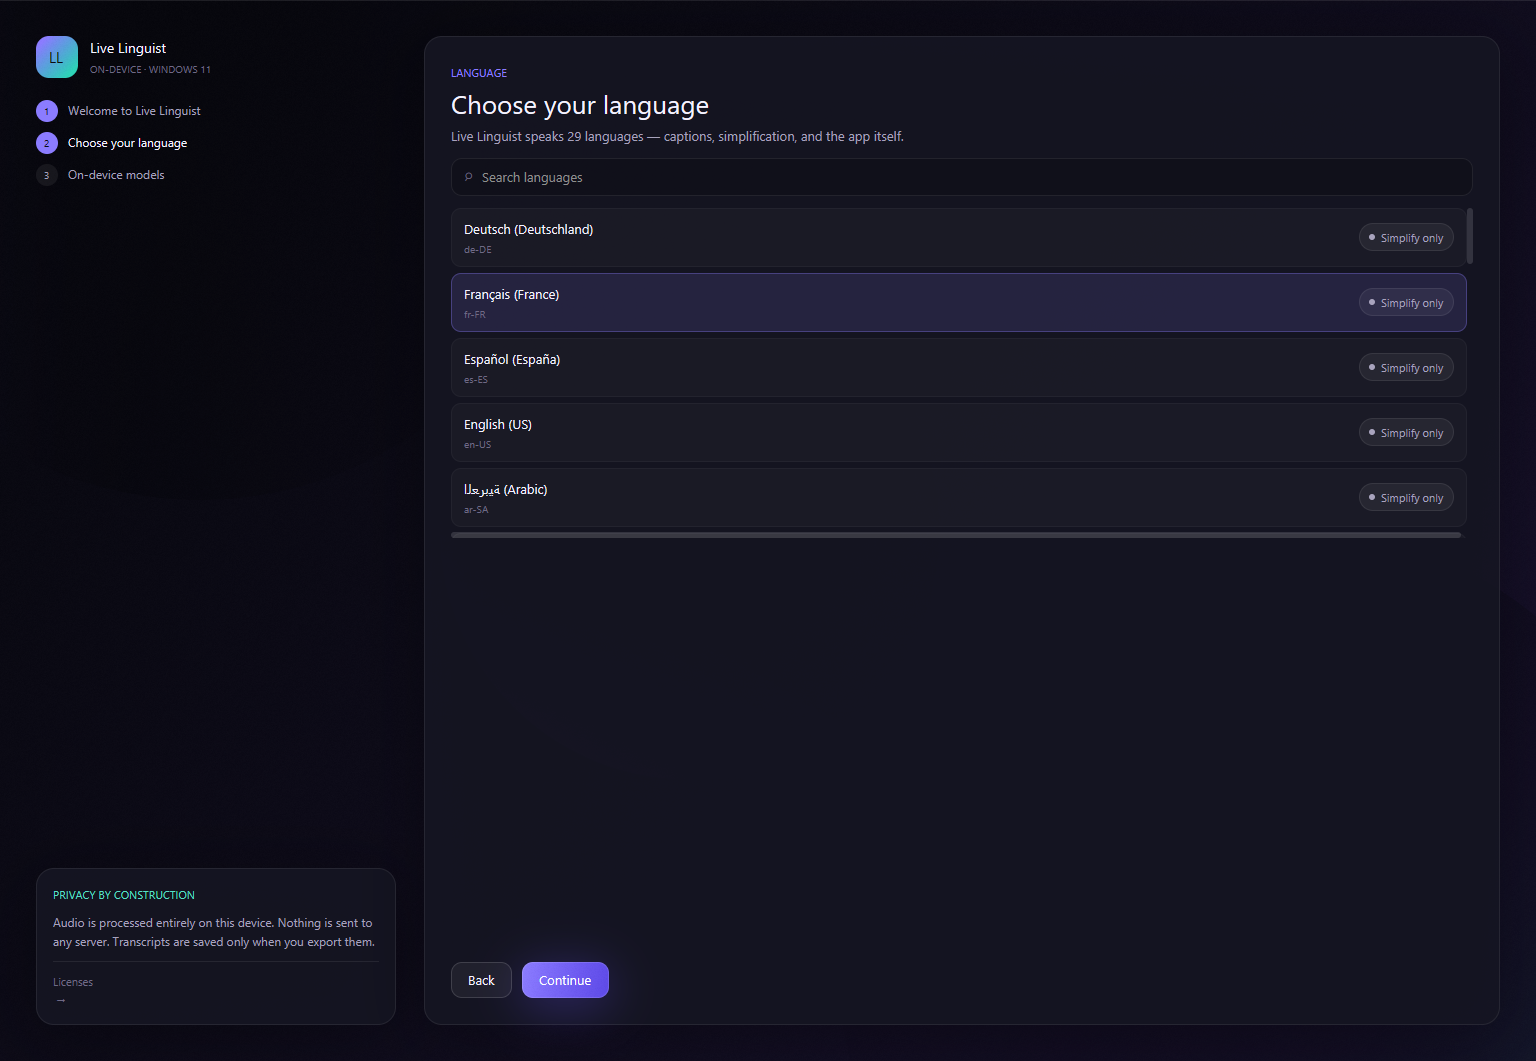 LL
Live Linguist
ON-DEVICE · WINDOWS 11
1 Welcome to Live Linguist
2 Choose your language
3 On-device models
PRIVACY BY CONSTRUCTION
Audio is processed entirely on this device. Nothing is sent to
any server. Transcripts are saved only when you export them.
Licenses
→
LANGUAGE
Choose your language
Live Linguist speaks 29 languages — captions, simplification, and the app itself.
Search languages
Deutsch (Deutschland)
de-DE
Simplify only
Français (France)
fr-FR
Simplify only
Español (España)
es-ES
Simplify only
English (US)
en-US
Simplify only
العربية (Arabic)
ar-SA
Simplify only
Back
Continue